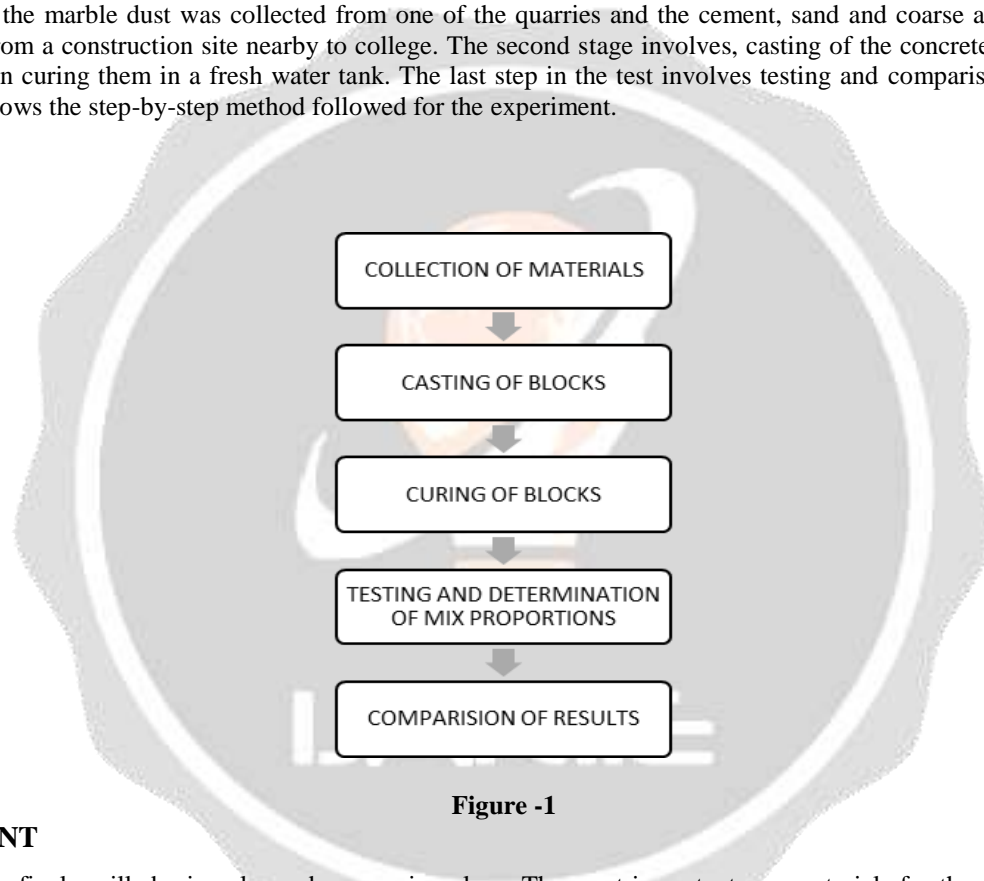 the marble dust was collected from one of the quarries and the cement, sand and coarse a
rom a construction site nearby to college. The second stage involves, casting of the concrete
n curing them in a fresh water tank. The last step in the test involves testing and comparis
ows the step-by-step method followed for the experiment.
COLLECTION OF MATERIALS
CASTING OF BLOCKS
CURING OF BLOCKS
TESTING AND DETERMINATION
OF MIX PROPORTIONS
COMPARISION OF RESULTS
Figure -1
NT